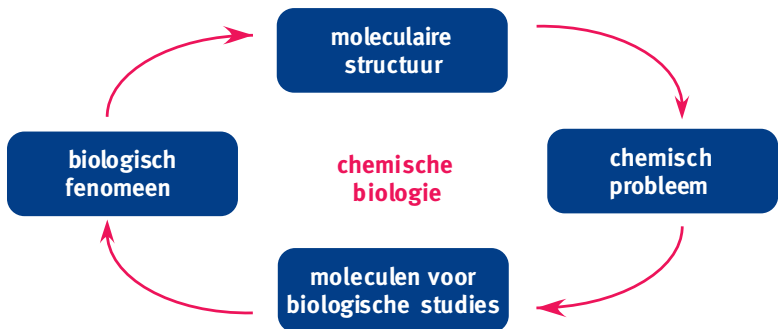 moleculaire
structuur
biologisch
fenomeen
chemische
biologie
chemisch
probleem
moleculen voor
biologische studies